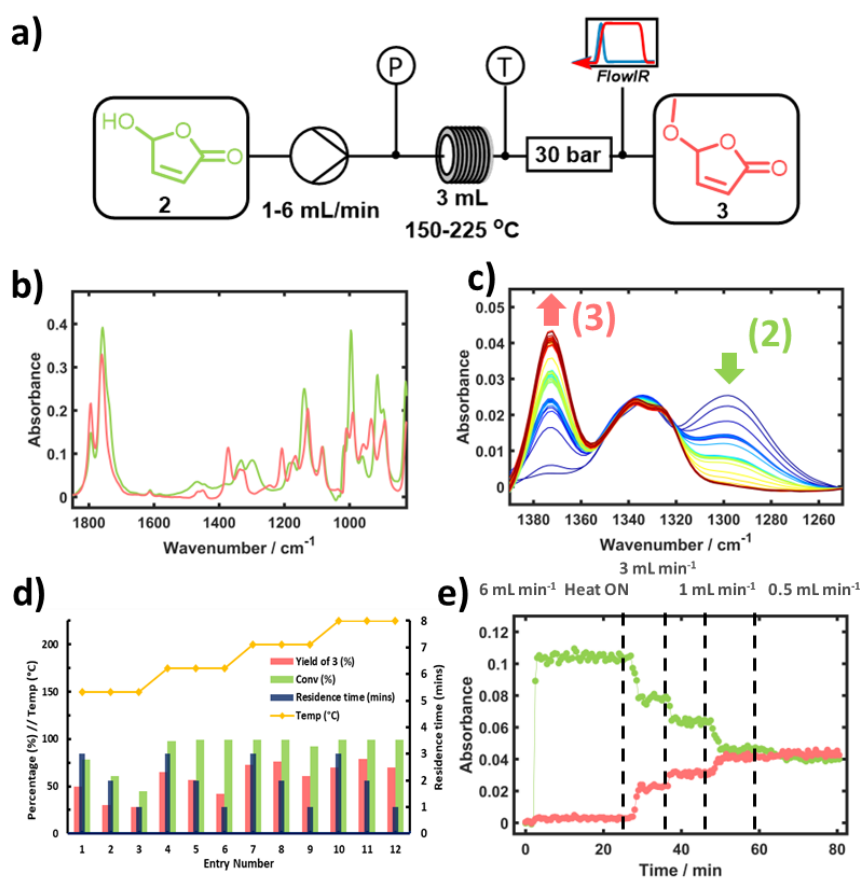 a)
P
T
FlowIR
HO
O
O
2
1-6 mL/min
3 mL
150-225 °C
30 bar
O
O
O
3
b)
0.4
0.3
0.2
0.1
0
Absorbance
1800 1600 1400 1200 1000
Wavenumber / cm-1
c)
(3)
(2)
0.05
0.04
0.03
0.02
0.01
0
Absorbance
1380 1360 1340 1320 1300 1280 1260
Wavenumber / cm-1
d)
200
150
100
50
0
Percentage (%) // Temp (°C)
Yield of 3 (%)
Conv (%)
Residence time (mins)
Temp (°C)
8
7
6
5
4
3
2
1
0
Residence time (mins)
1 2 3 4 5 6 7 8 9 10 11 12
Entry Number
3 mL min-1
e)
6 mL min-1 Heat ON 1 mL min-1 0.5 mL min-1
0.12
0.1
0.08
0.06
0.04
0.02
0
Absorbance
0 20 40 60 80
Time / min